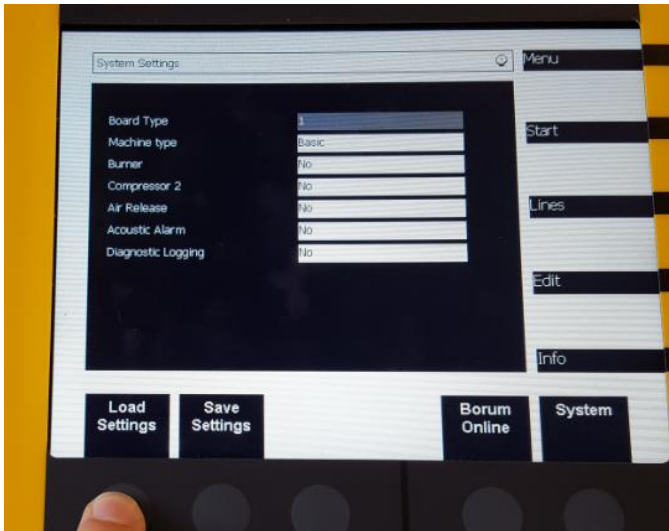 System Settings
Menu
Board Type 1
Start
Machine type Basic
Burner No
Compressor 2 No
Air Release No
Lines
Acoustic Alarm No
Diagnostic Logging No
Edit
Info
Load
Settings
Save
Settings
Borum
Online
System